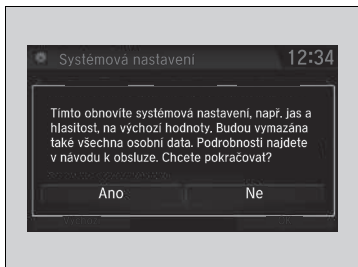 Systémová nastavení
12:34
Tímto obnovíte systémová nastavení, např. jas a
hlasitost, na výchozí hodnoty. Budou vymazána
také všechna osobní data. Podrobnosti najdete
v návodu k obsluze. Chcete pokračovat?
Ano
Ne